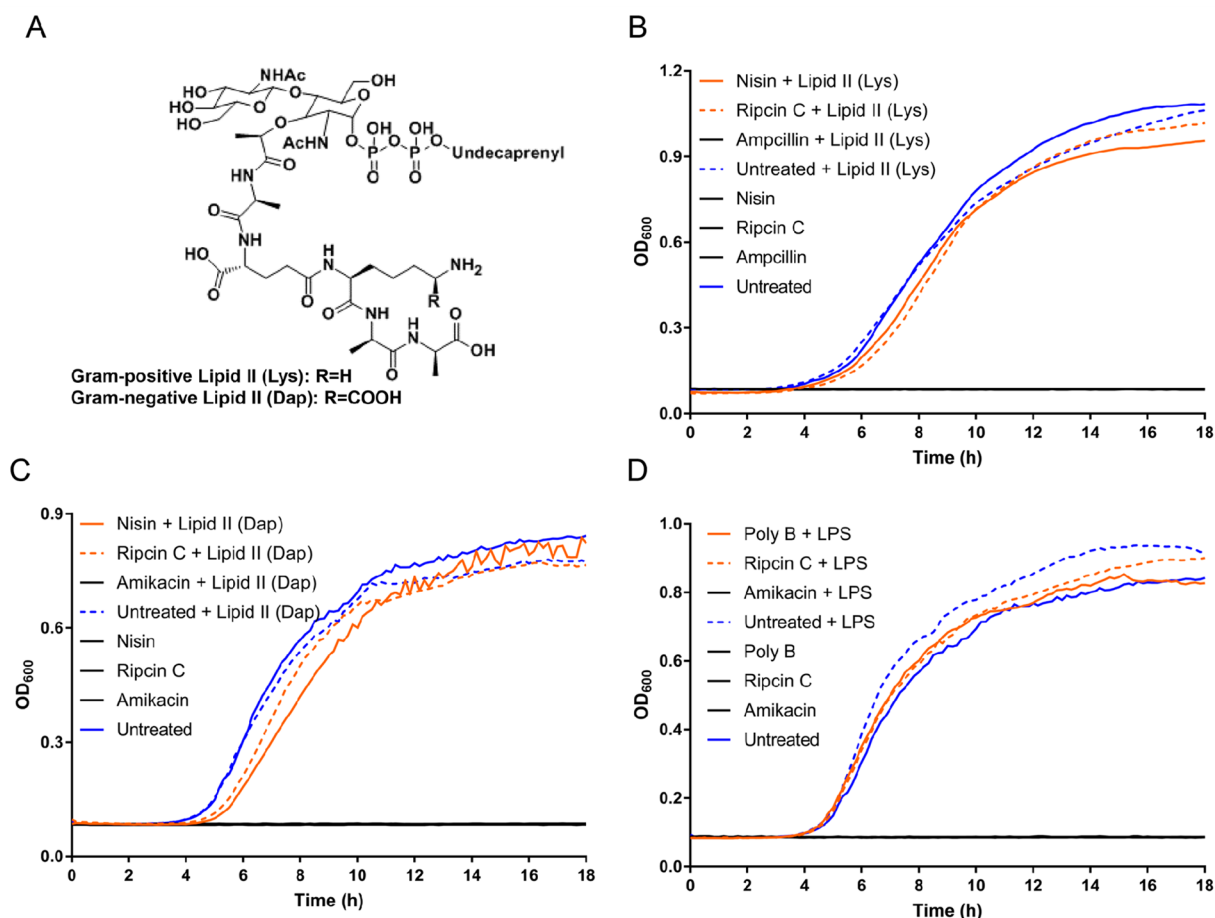 A
NHAc
HO
O
OH
HO
O
O
HO
HO
O
AcHN
O
OH
OH
O
P
O
P
O
Undecaprenyl
O
O
O
NH
O
NH
HO
O
H
N
O
NH2
R
O
NH
H
N
O
OH
O
Gram-positive Lipid II (Lys): R=H
Gram-negative Lipid II (Dap): R=COOH
B
1.2
0.9
0.6
0.3
0.0
OD600
Nisin + Lipid II (Lys)
Ripcin C + Lipid II (Lys)
Ampcillin + Lipid II (Lys)
Untreated + Lipid II (Lys)
Nisin
Ripcin C
Ampcillin
Untreated
0 2 4 6 8 10 12 14 16 18
Time (h)
C
0.9
0.6
0.3
0.0
OD600
Nisin + Lipid II (Dap)
Ripcin C + Lipid II (Dap)
Amikacin + Lipid II (Dap)
Untreated + Lipid II (Dap)
Nisin
Ripcin C
Amikacin
Untreated
0 2 4 6 8 10 12 14 16 18
Time (h)
D
1.0
0.8
0.6
0.4
0.2
0.0
OD600
Poly B + LPS
Ripcin C + LPS
Amikacin + LPS
Untreated + LPS
Poly B
Ripcin C
Amikacin
Untreated
0 2 4 6 8 10 12 14 16 18
Time (h)